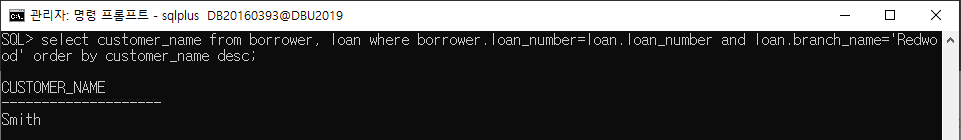 관리자: 명령 프롬프트 - sqlplus  DB20160393@DBU2019
SQL> select customer_name from borrower, loan where borrower.loan_number=loan.loan_number and loan.branch_name='Redwo
od' order by customer_name desc;
CUSTOMER_NAME
--------------------
Smith